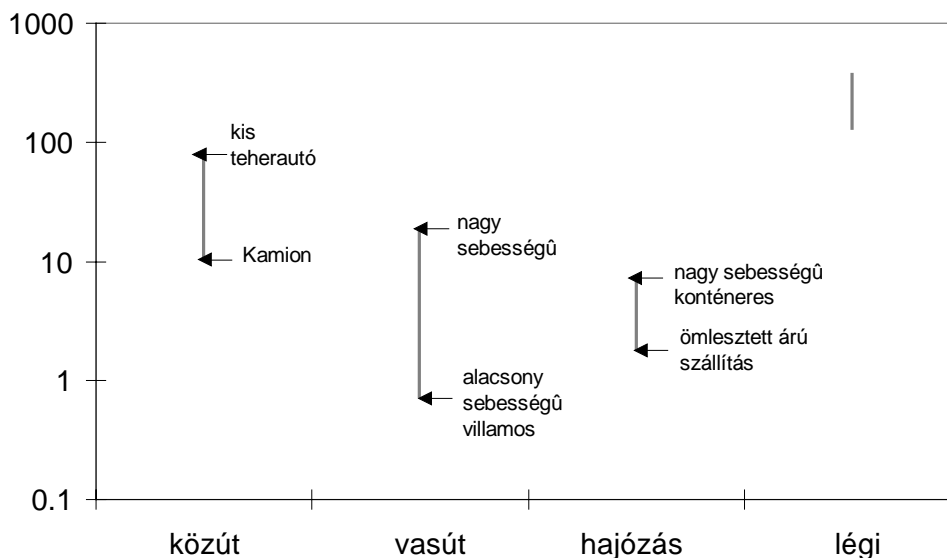 1000
100
10
1
0.1
kis
teherautó
Kamion
nagy
sebességû
alacsony
sebességû
villamos
nagy sebességû
konténeres
ömlesztett árú
szállítás
közút
vasút
hajózás
légi